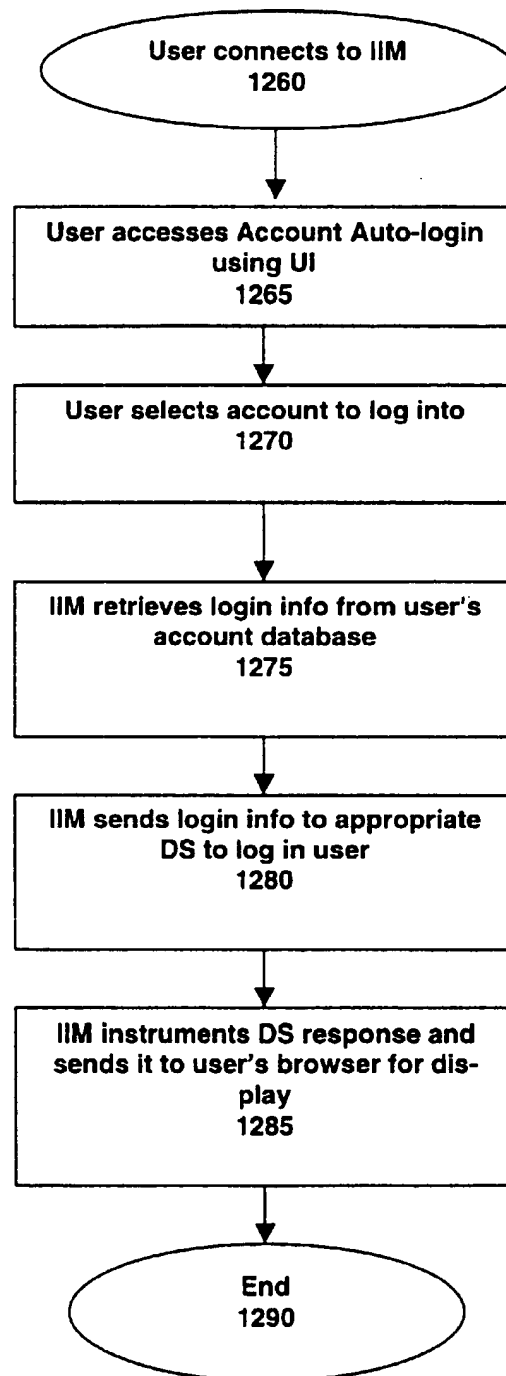 User connects to IIM
1260
User accesses Account Auto-login
using UI
1265
User selects account to log into
1270
IIM retrieves login info from user's
account database
1275
IIM sends login info to appropriate
DS to log in user
1280
IIM instruments DS response and
sends it to user's browser for dis-
play
1285
End
1290